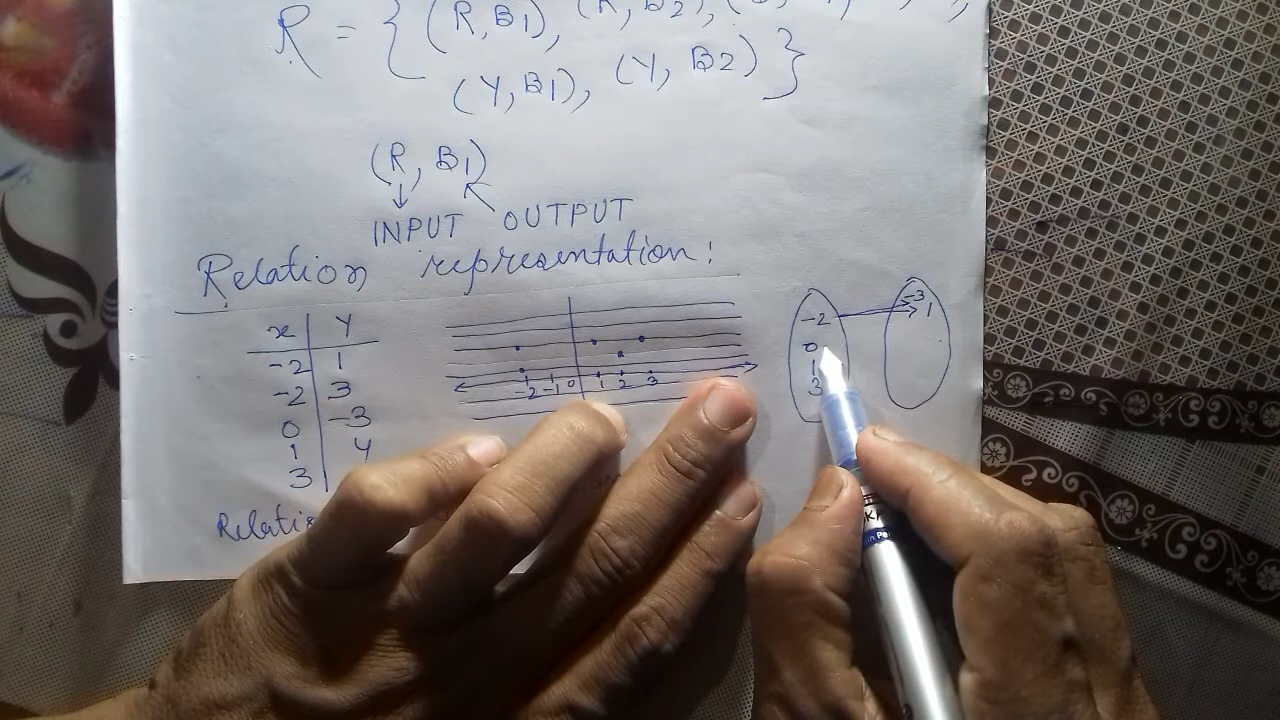 R = { (R,B1), (R,B2),
(Y,B1), (Y,B2) }
(R, B1)
INPUT OUTPUT
Relation representation:
x Y
-2 1
-2 3
0 -3
1 4
3
-2 -1 0 1 2 3
-2
0
1
3
-3
1